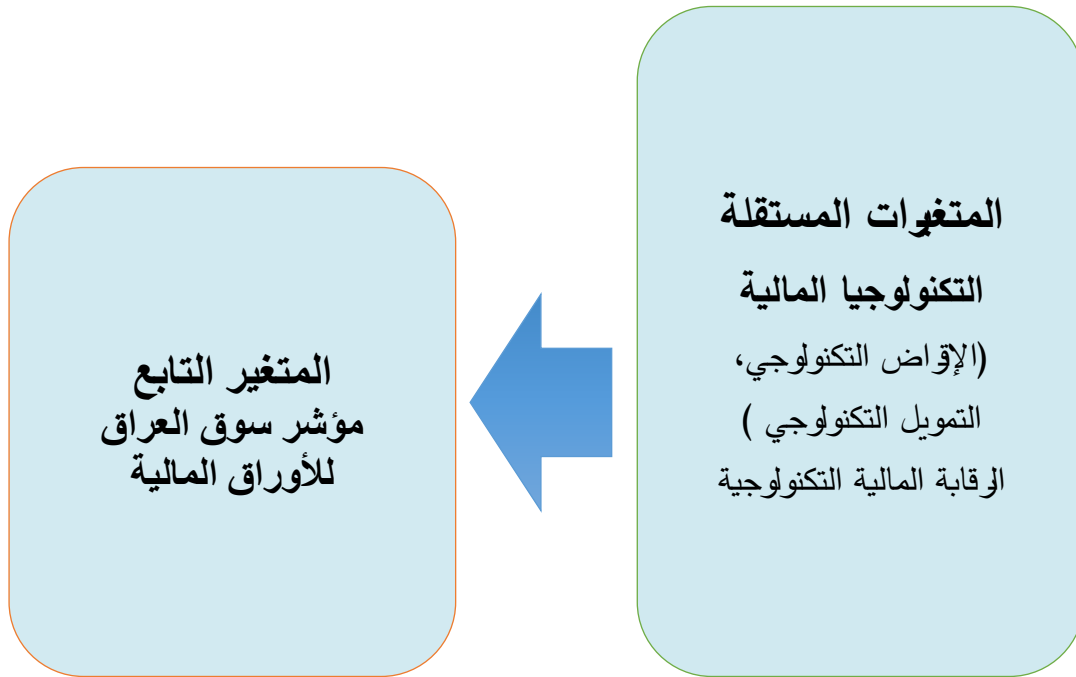 المتغيرات المستقلة
التكنولوجيا المالية
(الإقراض التكنولوجي،
التمويل التكنولوجي )
الرقابة المالية التكنولوجية
المتغير التابع
مؤشر سوق العراق
للأوراق المالية